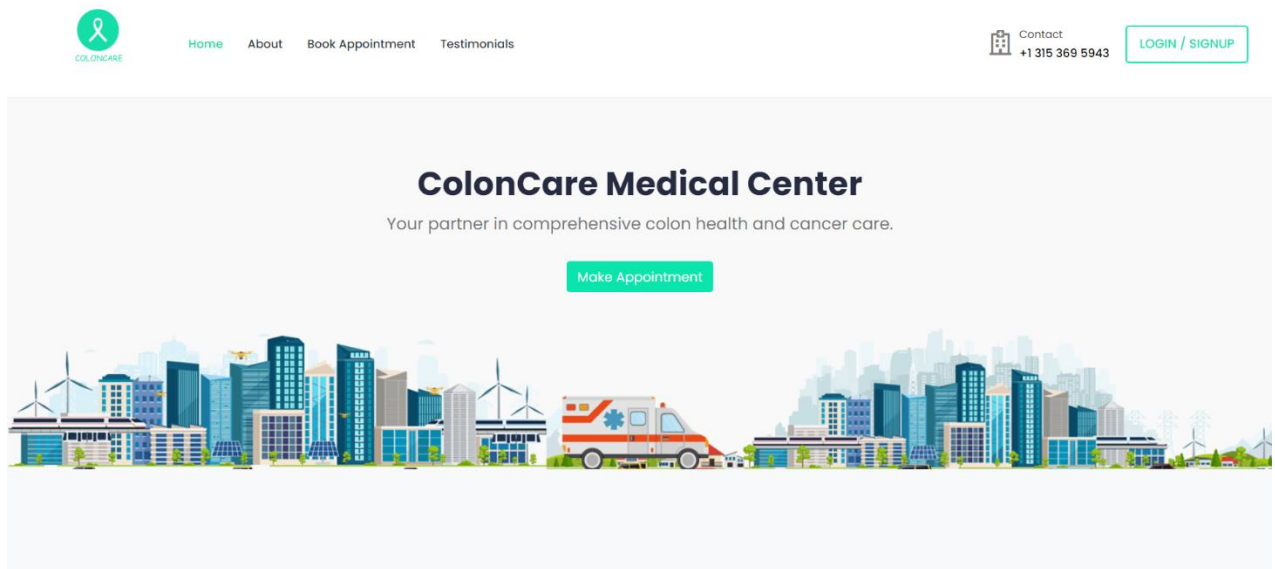 COLONCARE
Home About Book Appointment Testimonials
Contact
+1 315 369 5943
LOGIN / SIGNUP
ColonCare Medical Center
Your partner in comprehensive colon health and cancer care.
Make Appointment